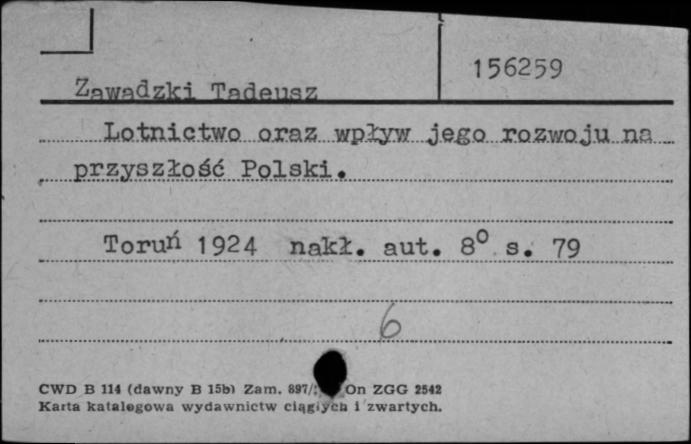 156259
Zawadzki Tadeusz
Lotnictwo oraz wpływ jego rozwoju na
przyszłość Polski.
Toruń 1924 nakł. aut. 8⁰ s. 79
6
CWD B 114 (dawny B 15b) Zam. 897/ On ZGG 2542
Karta katalogowa wydawnictw ciągłych i zwartych.